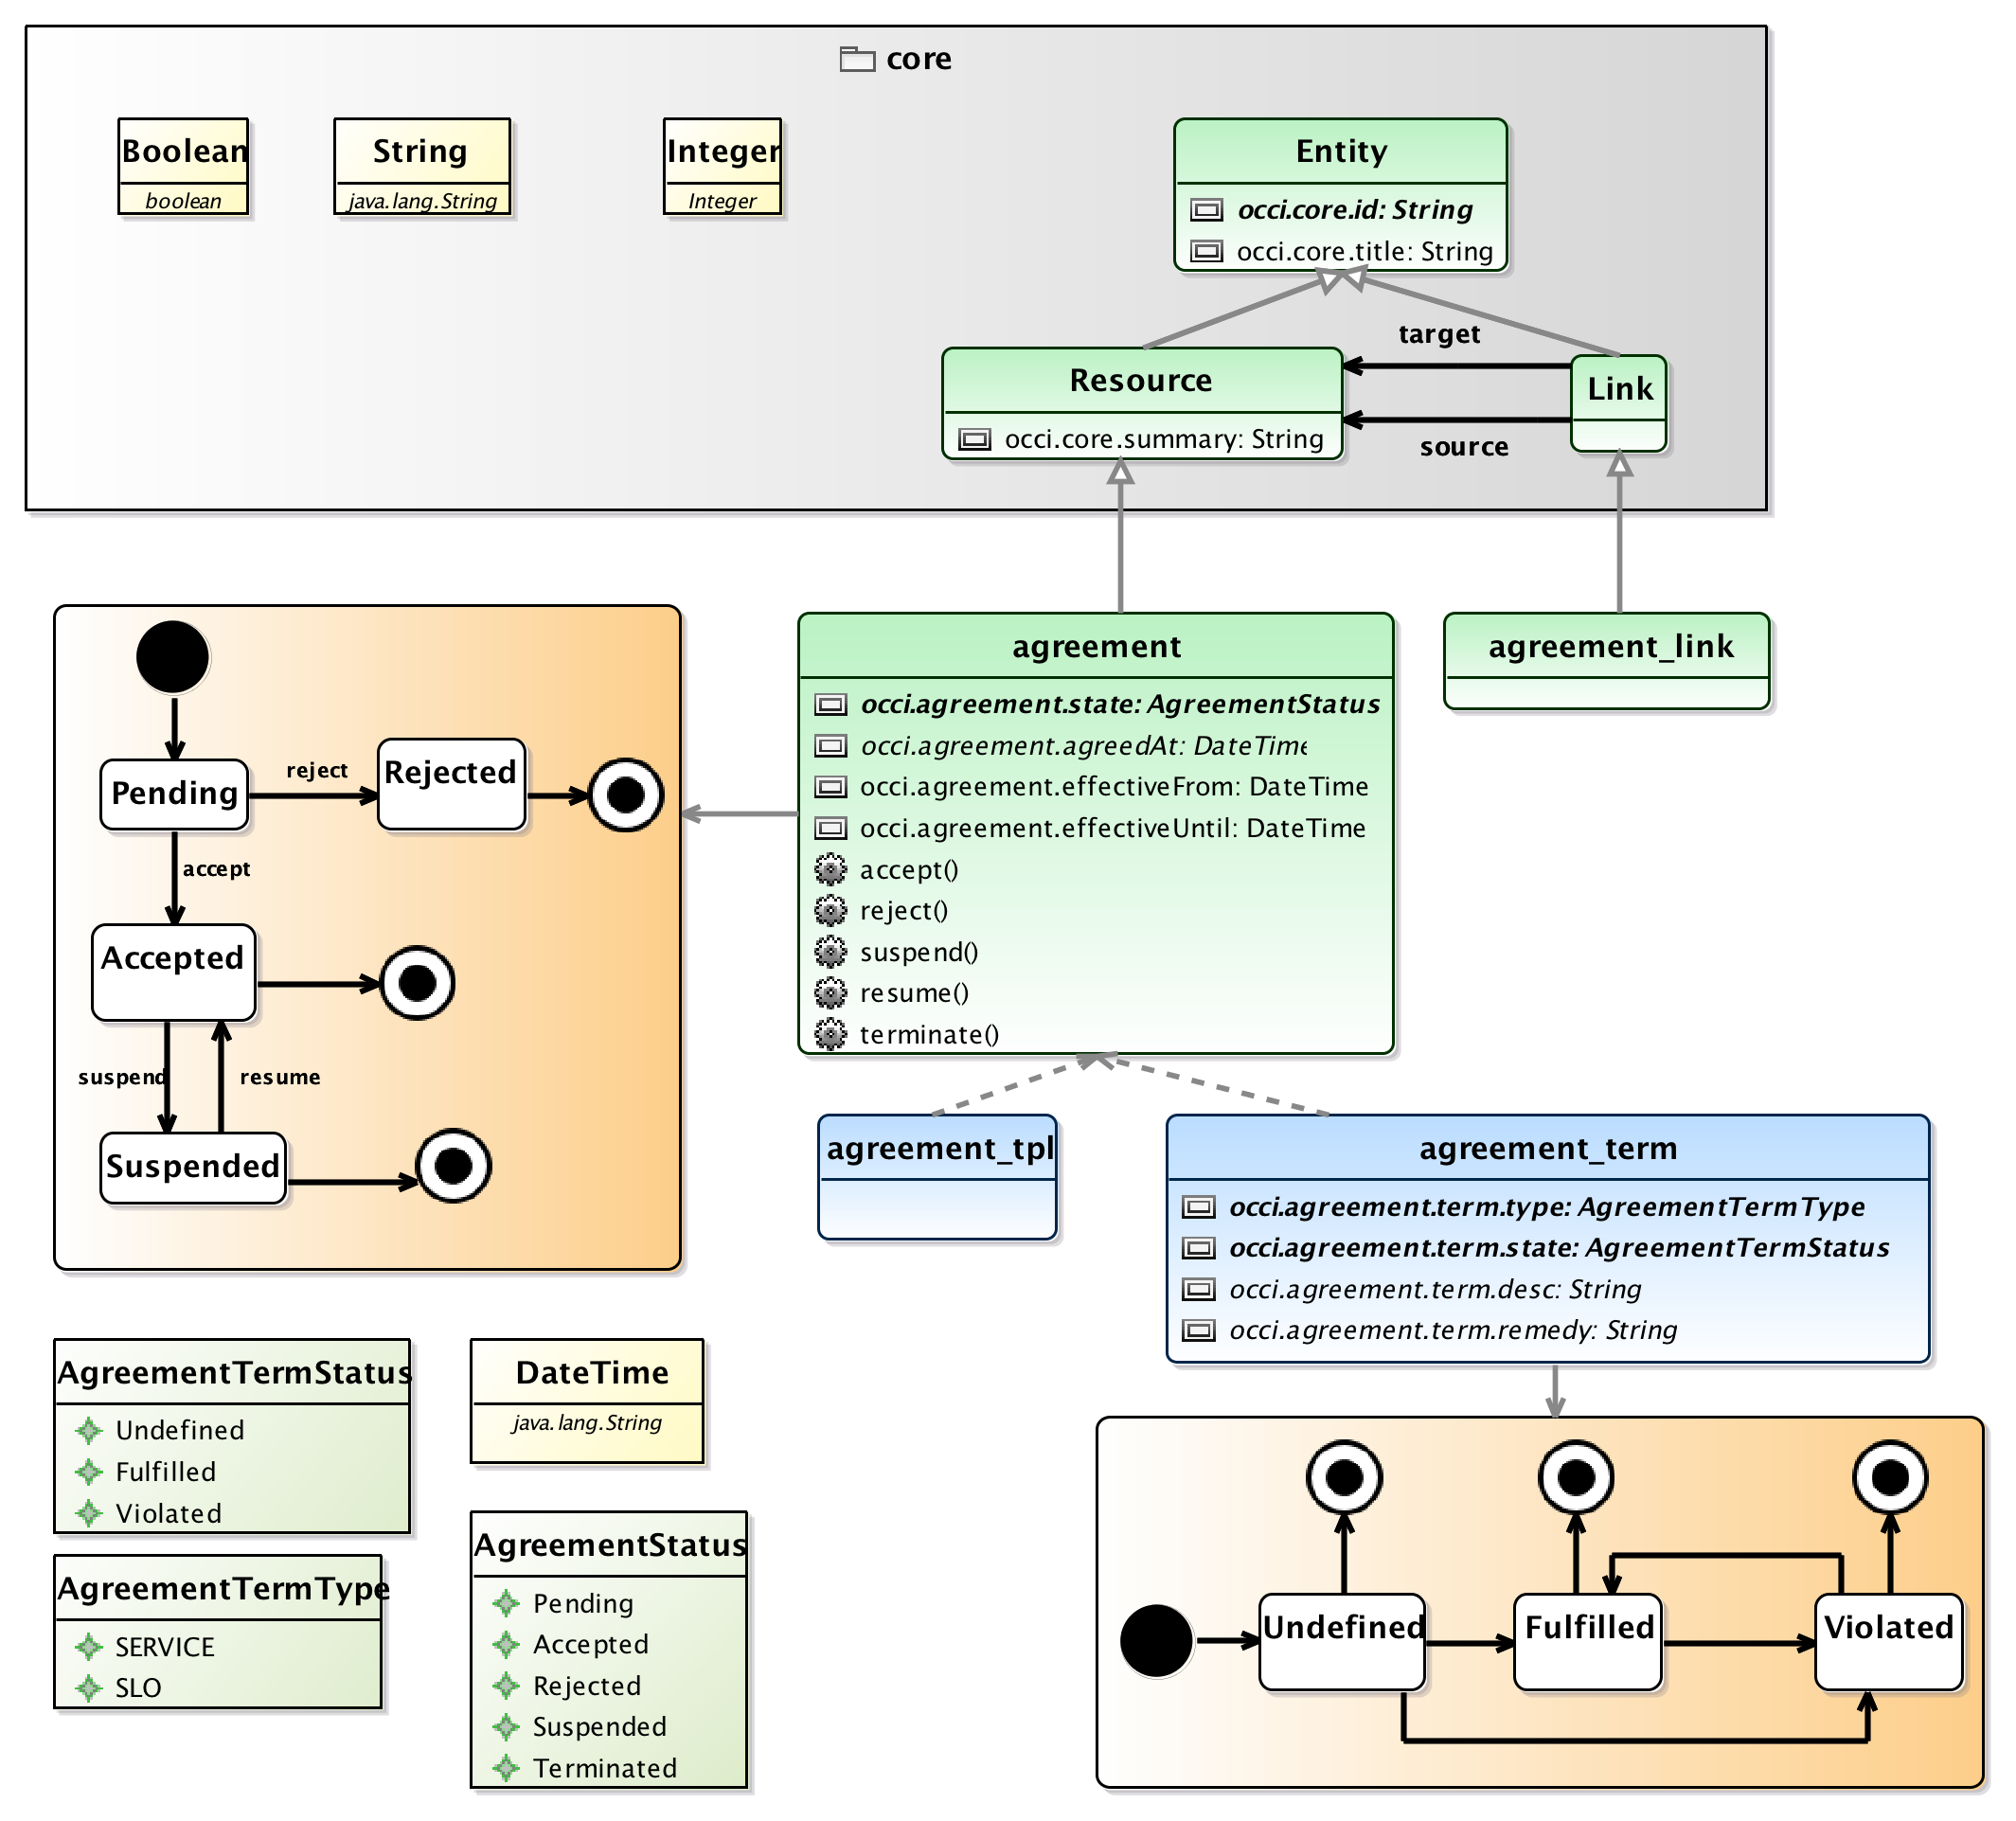 core
Boolean
boolean
String
java.lang.String
Integer
Integer
Entity
occi.core.id: String
occi.core.title: String
target
Resource
occi.core.summary: String
Link
source
Pending
reject
Rejected
accept
Accepted
suspend
resume
Suspended
agreement
occi.agreement.state: AgreementStatus
occi.agreement.agreedAt: DateTime
occi.agreement.effectiveFrom: DateTime
occi.agreement.effectiveUntil: DateTime
accept()
reject()
suspend()
resume()
terminate()
agreement_link
agreement_tpl
agreement_term
occi.agreement.term.type: AgreementTermType
occi.agreement.term.state: AgreementTermStatus
occi.agreement.term.desc: String
occi.agreement.term.remedy: String
AgreementTermStatus
Undefined
Fulfilled
Violated
DateTime
java.lang.String
AgreementTermType
SERVICE
SLO
AgreementStatus
Pending
Accepted
Rejected
Suspended
Terminated
Undefined
Fulfilled
Violated